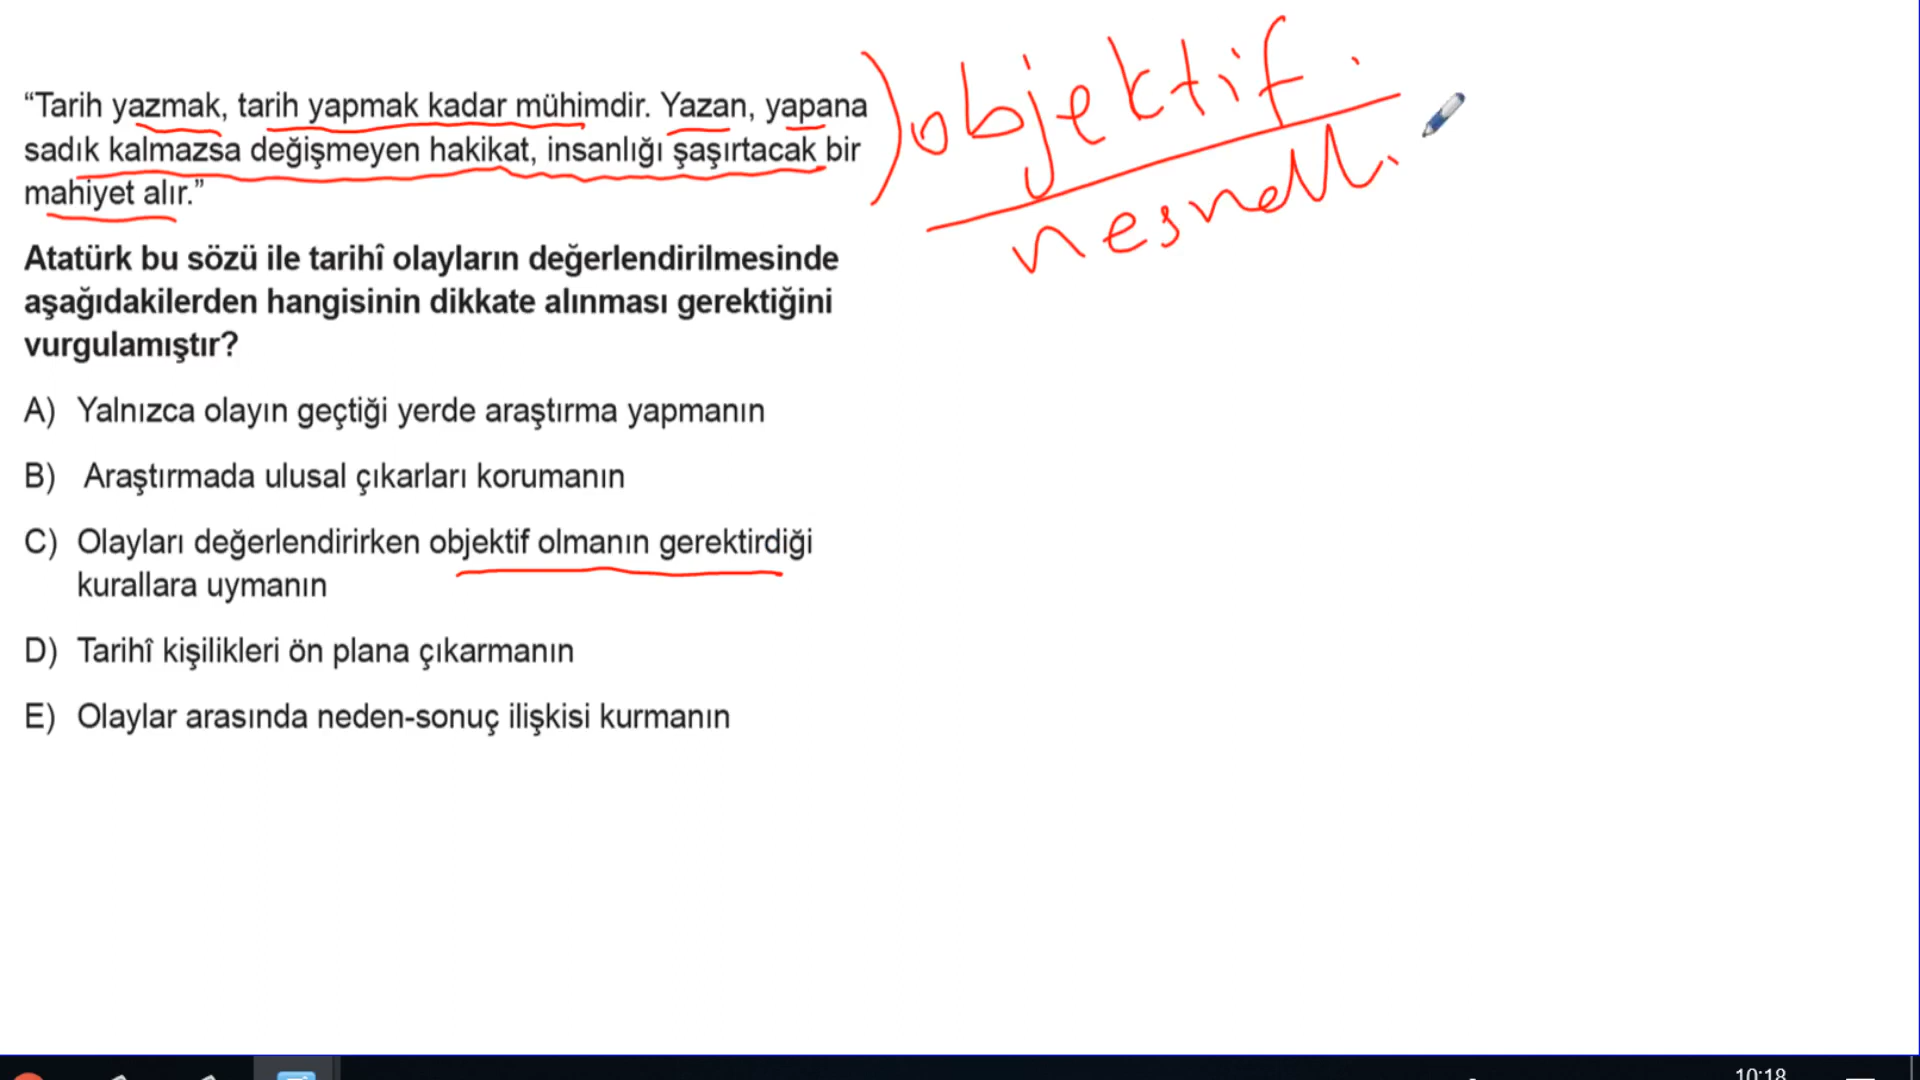 “Tarih yazmak, tarih yapmak kadar mühimdir. Yazan, yapana
sadık kalmazsa değişmeyen hakikat, insanlığı şaşırtacak bir
mahiyet alır.”
objektif.
nesnell.
Atatürk bu sözü ile tarihî olayların değerlendirilmesinde
aşağıdakilerden hangisinin dikkate alınması gerektiğini
vurgulamıştır?
A) Yalnızca olayın geçtiği yerde araştırma yapmanın
B) Araştırmada ulusal çıkarları korumanın
C) Olayları değerlendirirken objektif olmanın gerektirdiği
kurallara uymanın
D) Tarihî kişilikleri ön plana çıkarmanın
E) Olaylar arasında neden-sonuç ilişkisi kurmanın
10:18